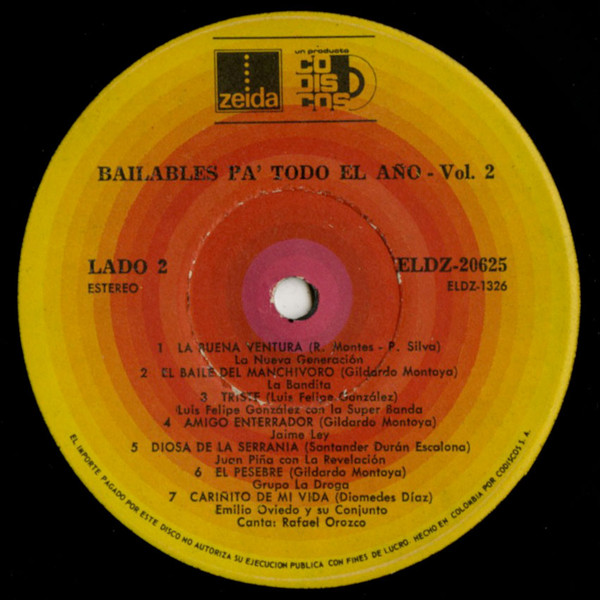 un producto
zeida
CODISCOS
BAILABLES PA' TODO EL AÑO - Vol. 2
LADO 2
ELDZ-20625
ESTEREO
ELDZ-1326
1 LA BUENA VENTURA (R. Montes - P. Silva)
La Nueva Generación
2 EL BAILE DEL MANCHIVORO (Gildardo Montoya)
La Bandita
3 TRISTE (Luis Felipe González)
Luis Felipe González con la Super Banda
4 AMIGO ENTERRADOR (Gildardo Montoya)
Jaime Ley
5 DIOSA DE LA SERRANIA (Santander Durán Escalona)
Juan Piña con La Revelación
6 EL PESEBRE (Gildardo Montoya)
Grupo La Droga
7 CARIÑITO DE MI VIDA (Diomedes Díaz)
Emilio Oviedo y su Conjunto
Canta: Rafael Orozco
EL IMPORTE PAGADO POR ESTE DISCO NO AUTORIZA SU EJECUCION PUBLICA CON FINES DE LUCRO. HECHO EN COLOMBIA POR CODISCOS S. A.